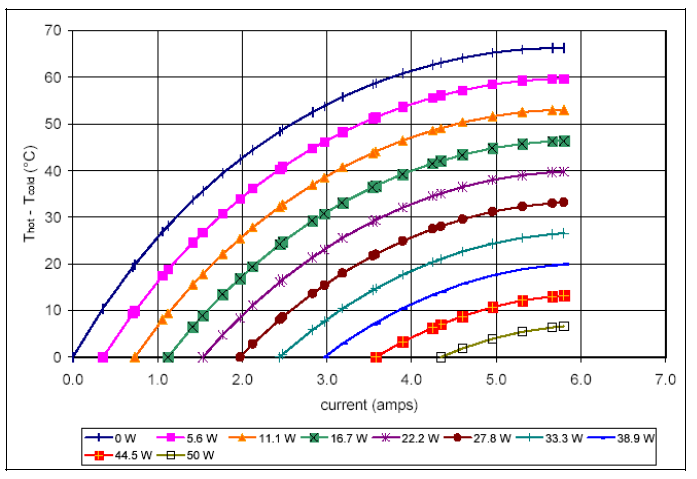 70
60
50
40
30
20
10
0
Thot - Tcold (°C)
0.0 1.0 2.0 3.0 4.0 5.0 6.0 7.0
current (amps)
0 W 5.6 W 11.1 W 16.7 W 22.2 W 27.8 W 33.3 W 38.9 W
44.5 W 50 W